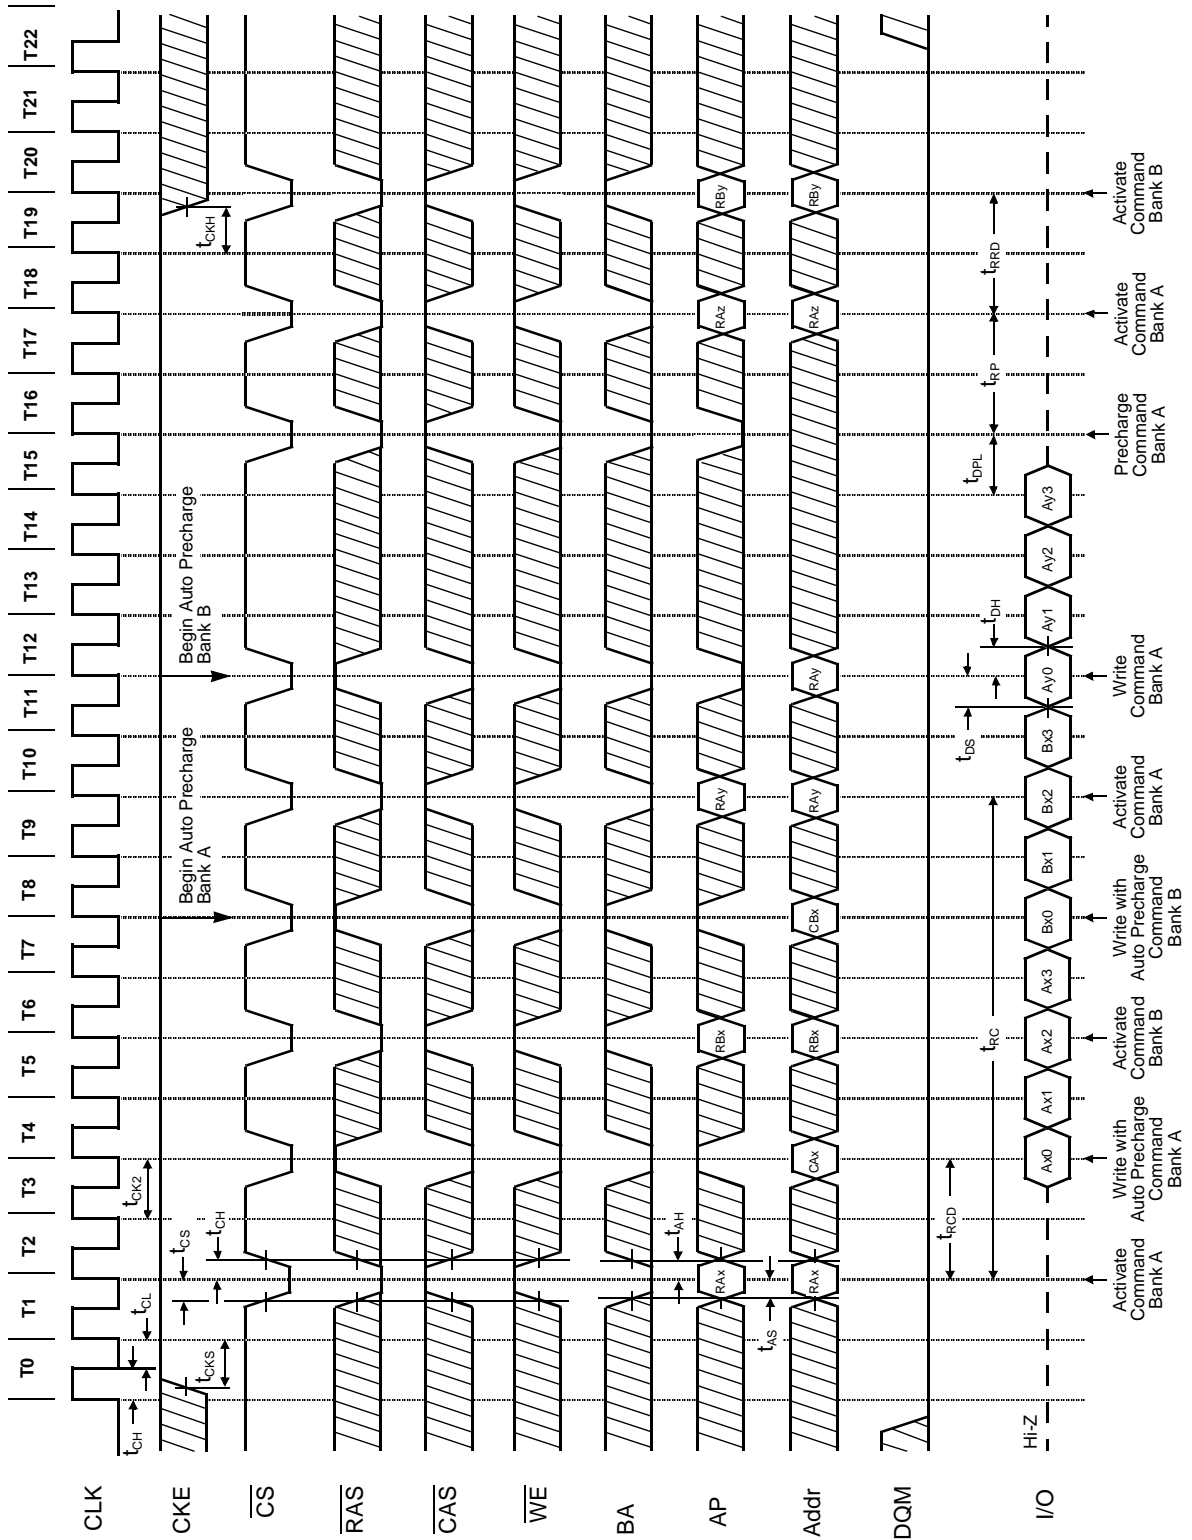 T0 T1 T2 T3 T4 T5 T6 T7 T8 T9 T10 T11 T12 T13 T14 T15 T16 T17 T18 T19 T20 T21 T22
CLK
tCH
tCL
tCK2
CKE
tCKS
tCS
tCH
Begin Auto Precharge
Bank A
Begin Auto Precharge
Bank B
tCKH
CS
RAS
CAS
WE
BA
tAH
AP
RAx
RBx
RAy
RAz
RBy
tAS
Addr
RAx
CAx
RBx
CBx
RAy
RAy
RAz
RBy
DQM
tRCD
tRC
tDS
tDH
tDPL
tRP
tRRD
I/O
Hi-Z
Ax0
Ax1
Ax2
Ax3
Bx0
Bx1
Bx2
Bx3
Ay0
Ay1
Ay2
Ay3
Activate
Command
Bank A
Write with
Auto Precharge
Command
Bank A
Activate
Command
Bank B
Write with
Auto Precharge
Command
Bank B
Activate
Command
Bank A
Write
Command
Bank A
Precharge
Command
Bank A
Activate
Command
Bank A
Activate
Command
Bank B